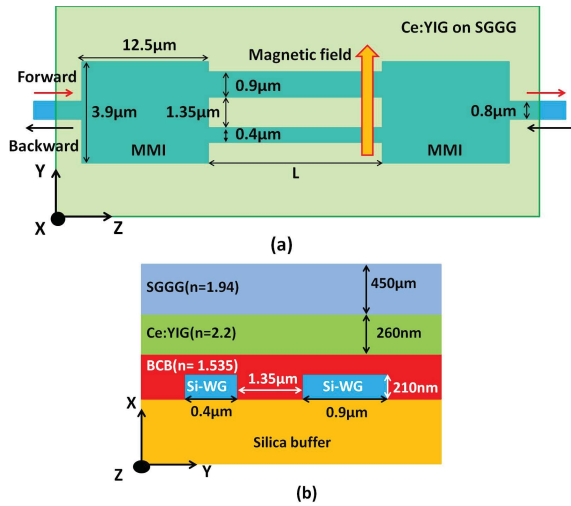 Ce:YIG on SGGG
12.5μm
Magnetic field
Forward
0.9μm
3.9μm
1.35μm
0.8μm
Backward
0.4μm
MMI
L
MMI
Y
X
Z
(a)
SGGG(n=1.94)
450μm
Ce:YIG(n=2.2)
260nm
BCB(n= 1.535)
1.35μm
Si-WG
Si-WG
210nm
X
0.4μm
0.9μm
Silica buffer
Z
Y
(b)